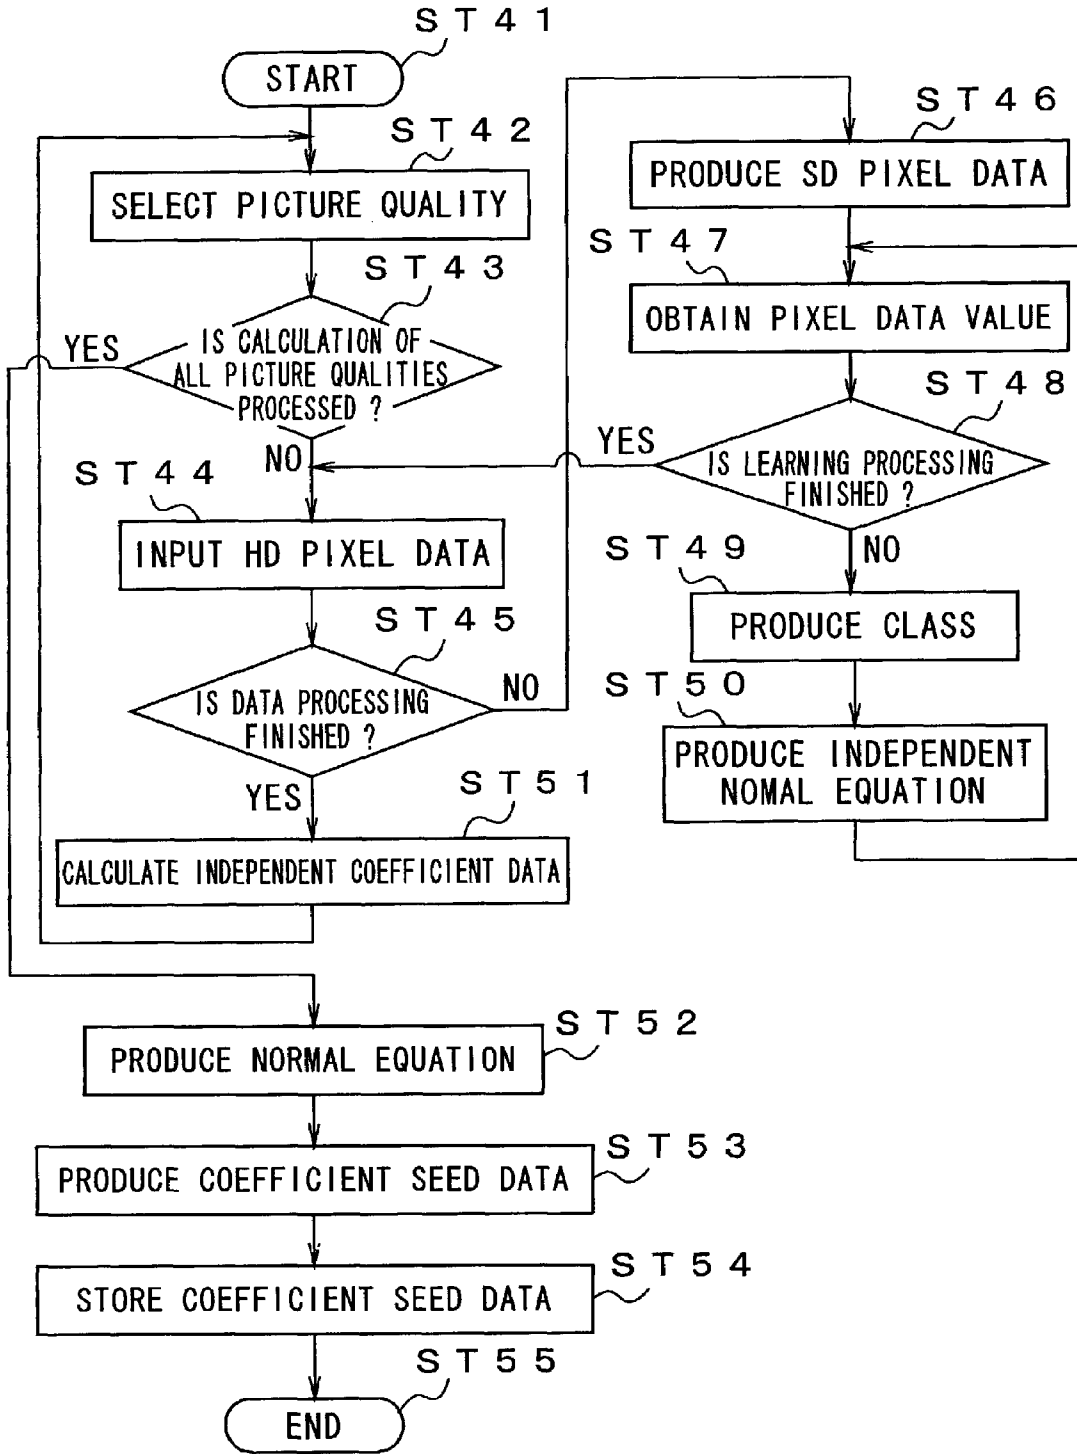 ST41
START
ST42
SELECT PICTURE QUALITY
ST43
IS CALCULATION OF
ALL PICTURE QUALITIES
PROCESSED ?
YES
NO
ST44
INPUT HD PIXEL DATA
ST45
IS DATA PROCESSING
FINISHED ?
NO
YES
ST51
CALCULATE INDEPENDENT COEFFICIENT DATA
ST46
PRODUCE SD PIXEL DATA
ST47
OBTAIN PIXEL DATA VALUE
ST48
IS LEARNING PROCESSING
FINISHED ?
YES
NO
ST49
PRODUCE CLASS
ST50
PRODUCE INDEPENDENT
NOMAL EQUATION
ST52
PRODUCE NORMAL EQUATION
ST53
PRODUCE COEFFICIENT SEED DATA
ST54
STORE COEFFICIENT SEED DATA
ST55
END